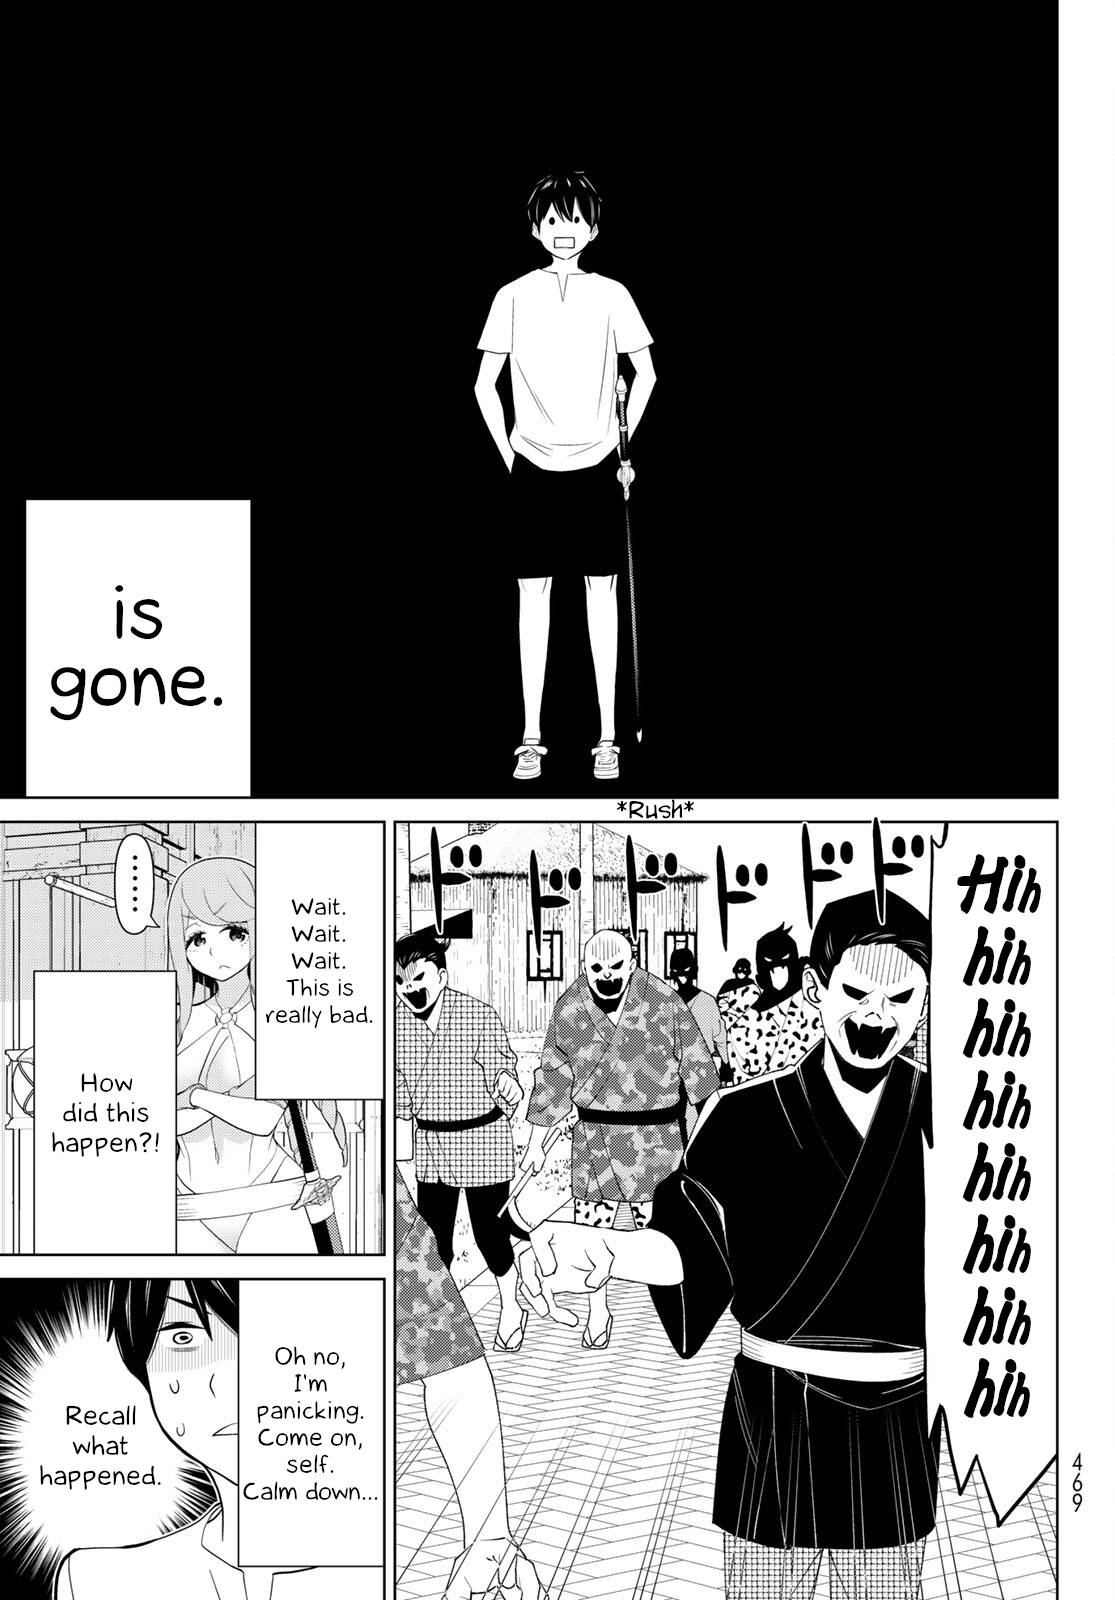 is
gone.
*Rush*
ドドドドドド
Hih
hih
hih
hih
hih
hih
hih
hih
Wait.
Wait.
Wait.
This is
really bad.
......
How
did this
happen?!
Oh no,
I'm
panicking.
Come on,
self.
Calm down...
Recall
what
happened.
469